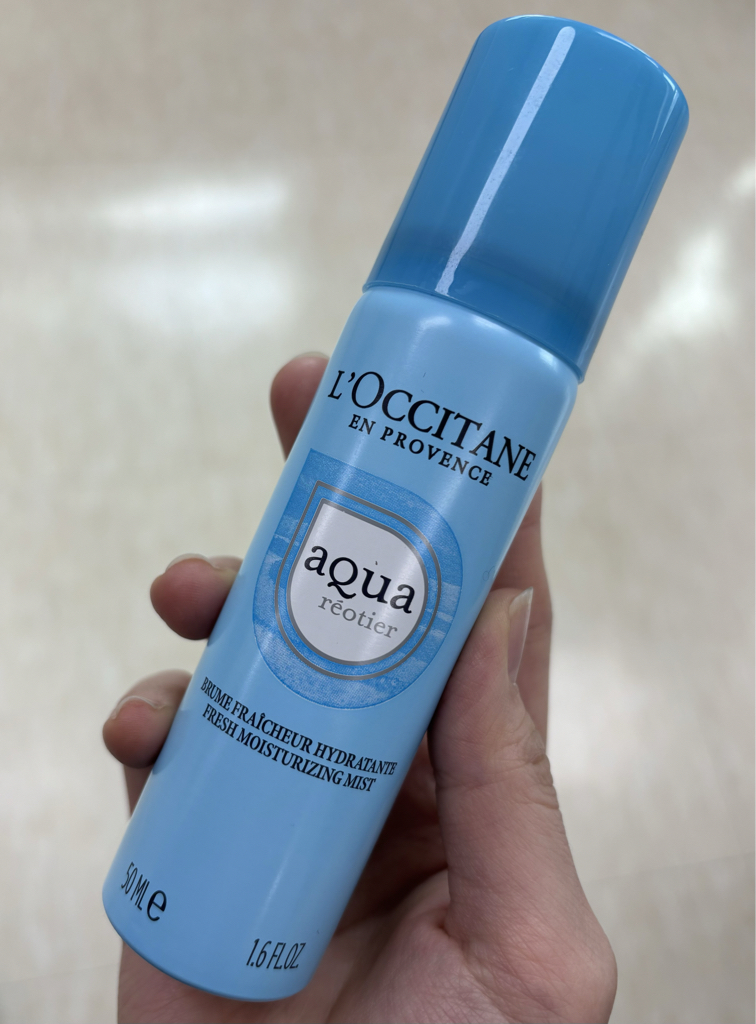 L'OCCITANE
EN PROVENCE
aqua
réotier
BRUME FRAÎCHEUR HYDRATANTE
FRESH MOISTURIZING MIST
50 ML e
1.6 FL.OZ.